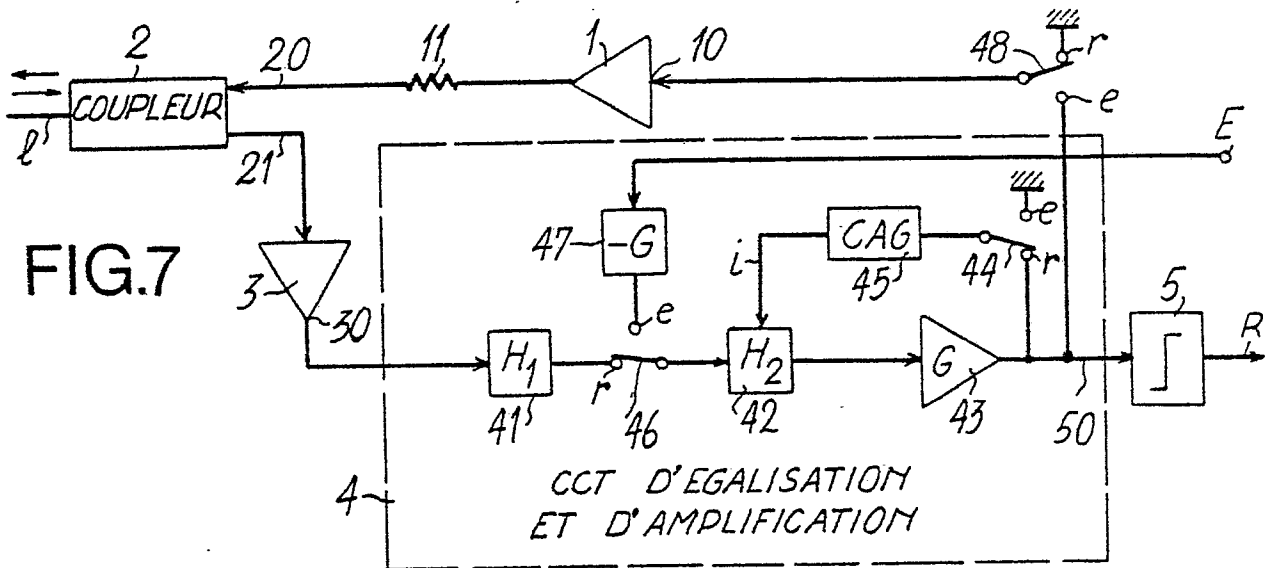 2
20
11
1
10
48
r
e
COUPLEUR
l
21
E
FIG.7
3
30
47
-G
e
i
CAG
45
44
e
r
5
R
H1
41
r
46
H2
42
G
43
50
4
CCT D'EGALISATION
ET D'AMPLIFICATION